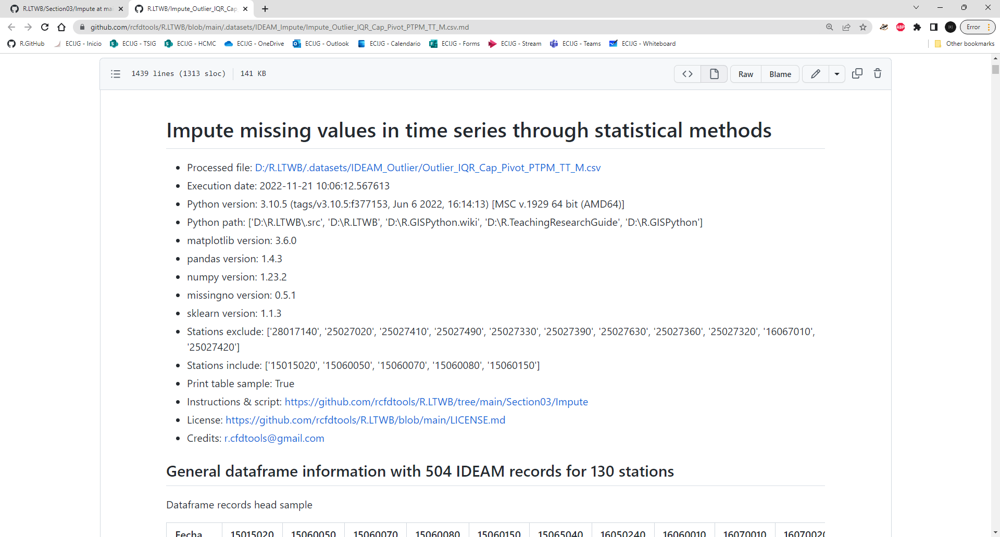 R.LTWB/Section03/Impute at ma
R.LTWB/Impute_Outlier_IQR_Cap_
github.com/rcfdtools/R.LTWB/blob/main/.datasets/IDEAM_Impute/Impute_Outlier_IQR_Cap_Pivot_PTPM_TT_M.csv.md
ABP
Error
R.GitHub
ECIJG - Inicio
ECIJG - TSIG
ECIJG - HCMC
ECIJG - OneDrive
ECIJG - Outlook
ECIJG - Calendario
ECIJG - Forms
ECIJG - Stream
ECIJG - Teams
ECIJG - Whiteboard
Other bookmarks
1439 lines (1313 sloc)
141 KB
Raw
Blame
Impute missing values in time series through statistical methods
• Processed file: D:/R.LTWB/.datasets/IDEAM_Outlier/Outlier_IQR_Cap_Pivot_PTPM_TT_M.csv
• Execution date: 2022-11-21 10:06:12.567613
• Python version: 3.10.5 (tags/v3.10.5:f377153, Jun 6 2022, 16:14:13) [MSC v.1929 64 bit (AMD64)]
• Python path: ['D:\R.LTWB\.src', 'D:\R.LTWB', 'D:\R.GISPython.wiki', 'D:\R.TeachingResearchGuide', 'D:\R.GISPython']
• matplotlib version: 3.6.0
• pandas version: 1.4.3
• numpy version: 1.23.2
• missingno version: 0.5.1
• sklearn version: 1.1.3
• Stations exclude: ['28017140', '25027020', '25027410', '25027490', '25027330', '25027390', '25027630', '25027360', '25027320', '16067010',
'25027420']
• Stations include: ['15015020', '15060050', '15060070', '15060080', '15060150']
• Print table sample: True
• Instructions & script: https://github.com/rcfdtools/R.LTWB/tree/main/Section03/Impute
• License: https://github.com/rcfdtools/R.LTWB/blob/main/LICENSE.md
• Credits: r.cfdtools@gmail.com
General dataframe information with 504 IDEAM records for 130 stations
Dataframe records head sample
Fecha 15015020 15060050 15060070 15060080 15060150 15065040 16050240 16060010 16070010 1607002